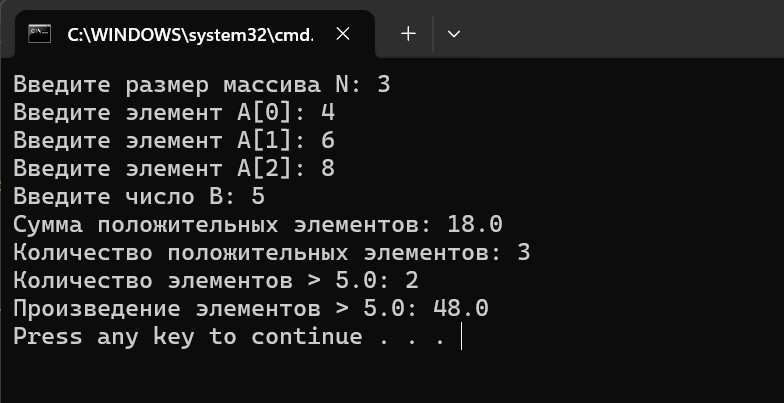 C:\WINDOWS\system32\cmd.
Введите размер массива N: 3
Введите элемент A[0]: 4
Введите элемент A[1]: 6
Введите элемент A[2]: 8
Введите число B: 5
Сумма положительных элементов: 18.0
Количество положительных элементов: 3
Количество элементов > 5.0: 2
Произведение элементов > 5.0: 48.0
Press any key to continue . . .